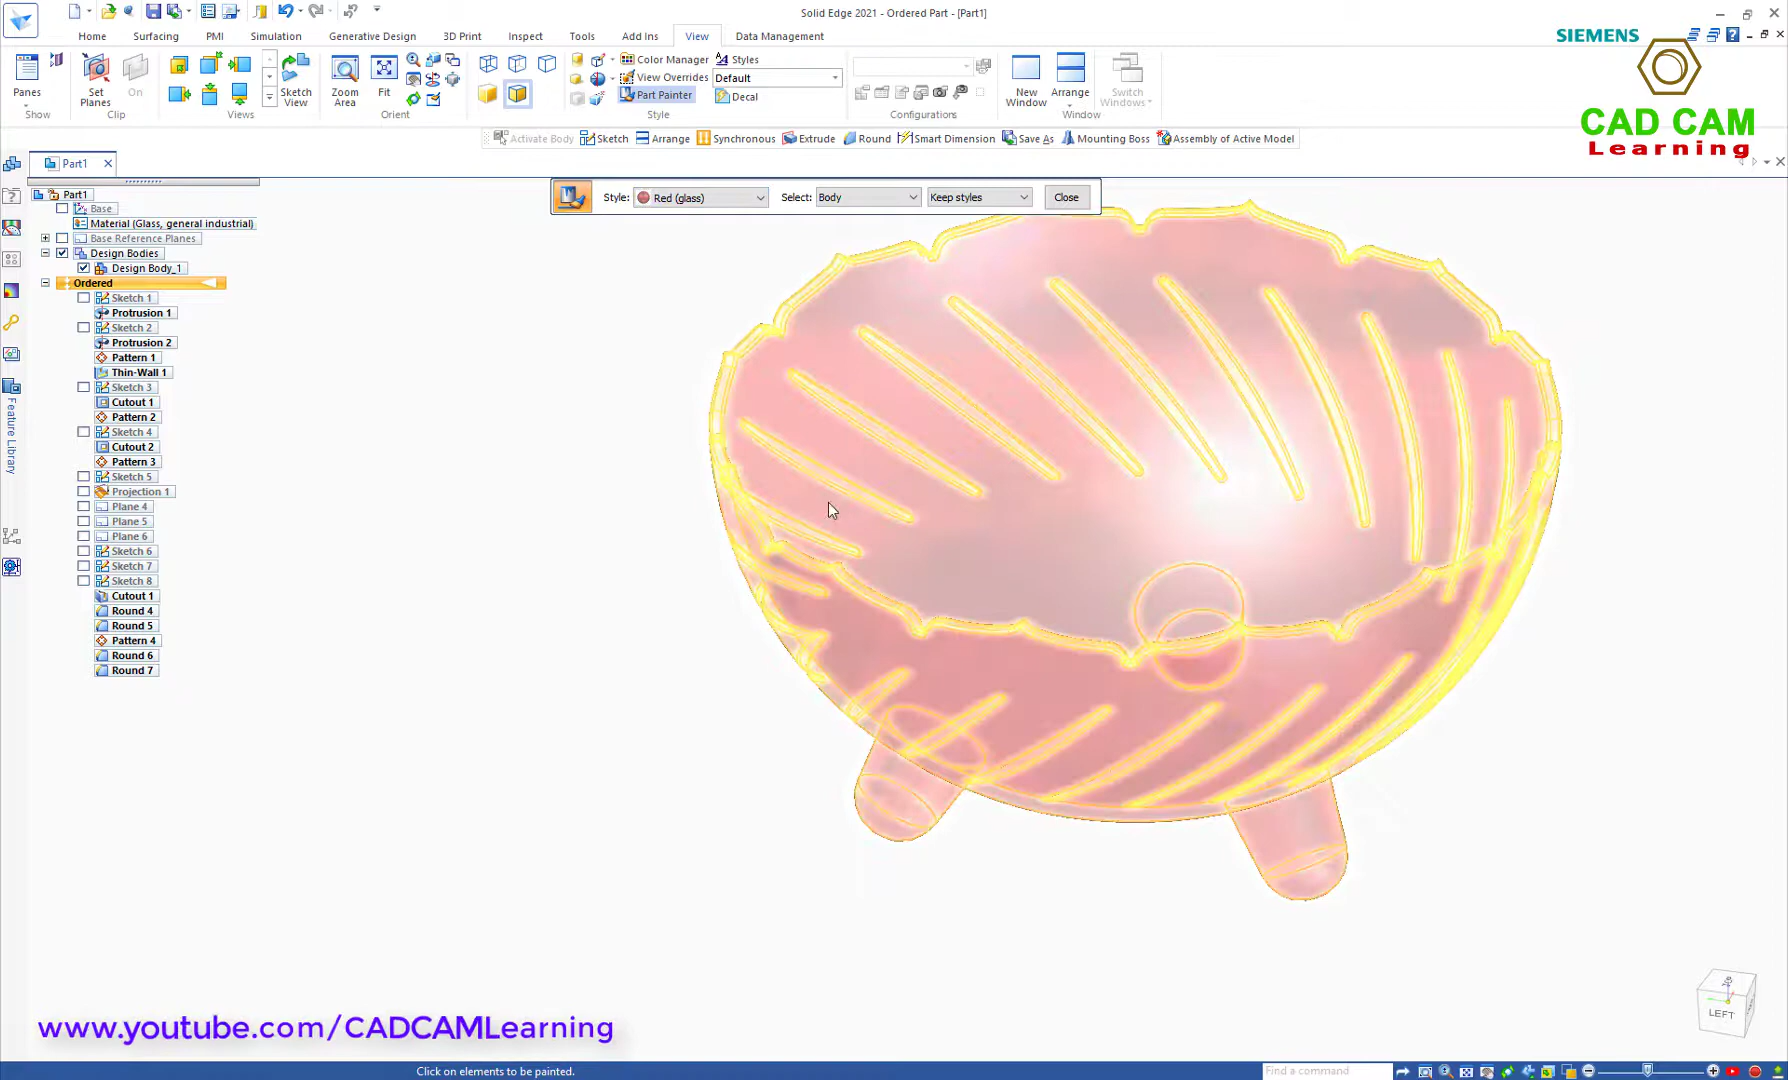 Solid Edge 2021 - Ordered Part - [Part1]
Home Surfacing PMI Simulation Generative Design 3D Print Inspect Tools Add Ins View Data Management
SIEMENS
CAD CAM
Learning
Panes
Set Planes
On
Sketch View
Zoom Area
Fit
Color Manager
Styles
View Overrides
Default
Part Painter
Decal
New Window
Arrange
Switch Windows
Show Clip Views Orient Style Configurations Window
Activate Body Sketch Arrange Synchronous Extrude Round Smart Dimension Save As Mounting Boss Assembly of Active Model
Part1
Style: Red (glass) Select: Body Keep styles Close
Feature Library
Part1
Base
Material (Glass, general industrial)
Base Reference Planes
Design Bodies
Design Body_1
Ordered
Sketch 1
Protrusion 1
Sketch 2
Protrusion 2
Pattern 1
Thin-Wall 1
Sketch 3
Cutout 1
Pattern 2
Sketch 4
Cutout 2
Pattern 3
Sketch 5
Projection 1
Plane 4
Plane 5
Plane 6
Sketch 6
Sketch 7
Sketch 8
Cutout 1
Round 4
Round 5
Pattern 4
Round 6
Round 7
LEFT
www.youtube.com/CADCAMLearning
Click on elements to be painted.
Find a command